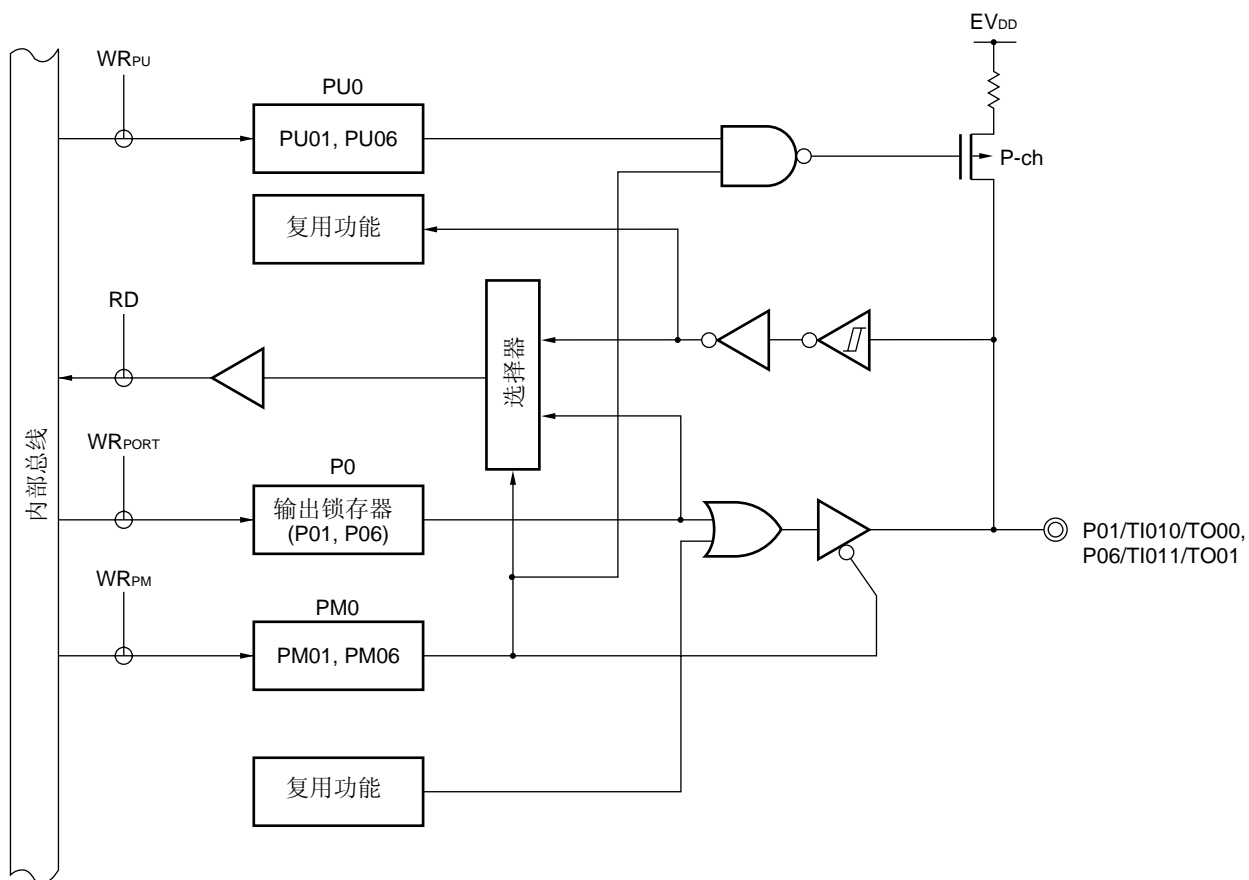 EVDD
WRPU
PU0
PU01, PU06
P-ch
复用功能
RD
选择器
内部总线
WRPORT
P0
输出锁存器
(P01, P06)
P01/TI010/TO00,
P06/TI011/TO01
WRPM
PM0
PM01, PM06
复用功能